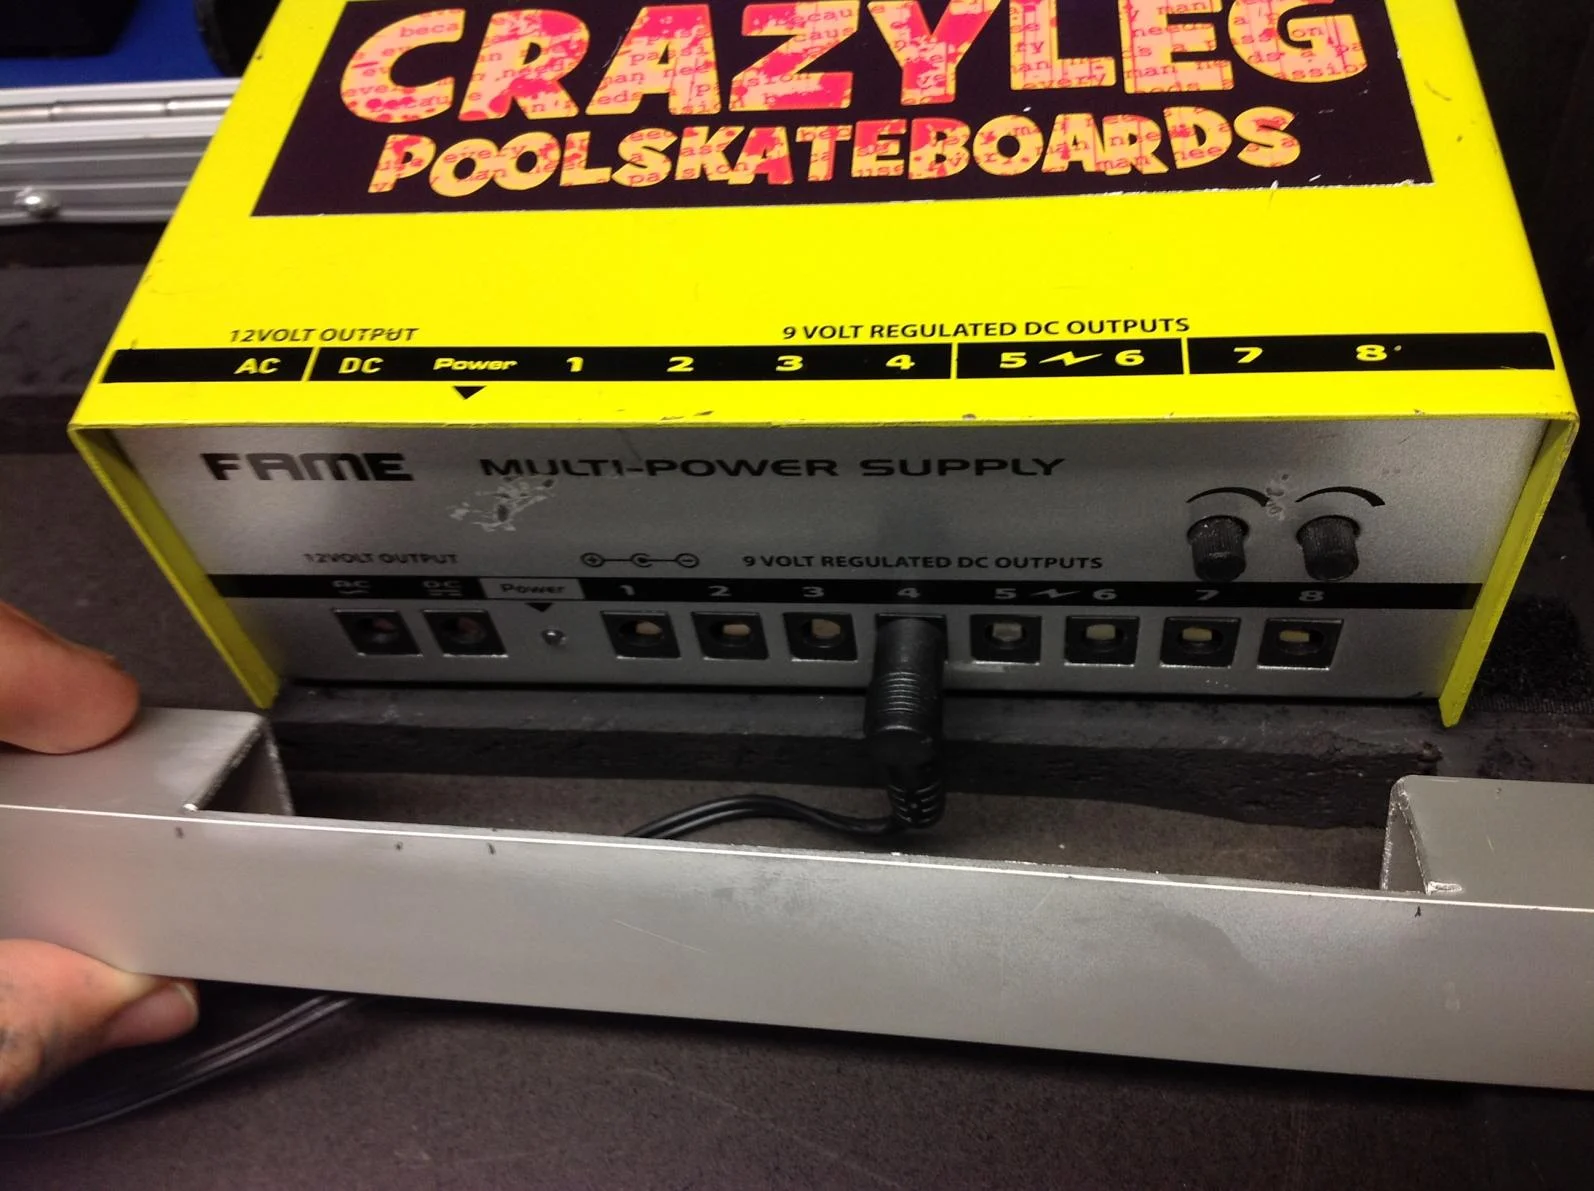 CRAZYLEG
POOLSKATEBOARDS
12VOLT OUTPUT 9 VOLT REGULATED DC OUTPUTS
AC DC Power 1 2 3 4 5 6 7 8
FAME MULTI-POWER SUPPLY
12VOLT OUTPUT 9 VOLT REGULATED DC OUTPUTS
AC DC Power 1 2 3 4 5 6 7 8